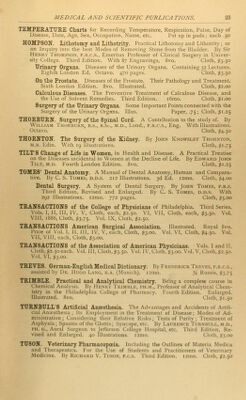 MEDICAL AND SCIENTIFIC PUBLICATIONS. 23
TEMPERATURE Charts for Recording Temperature, Respiration, Pulse, Day of
Disease, Date, Age, Sex, Occupation, Name, etc. Put up in pads; each .50
THOMPSON. Lithotomy and Lithotrity. Practical Lithotomy and Lithotrity; or
an Inquiry into the best Modes of Removing Stone from the Bladder. By Sir
Henry Thompson, F.R.C.S., Emeritus Professor of Clinical Surgery in University
College. Third Edition. With 87 Engravings. 8vo. Cloth, $3.50
Urinary Organs. Diseases of the Urinary Organs. Containing 32 Lectures.
Eighth London Ed. Octavo. 470 pages. Cloth, $3.50
On the Prostate. Diseases of the Prostate. Their Pathology and Treatment.
Sixth London Edition. 8vo. Illustrated. Cloth, $2.00
Calculous Diseases. The Preventive Treatment of Calculous Disease, and
the Use of Solvent Remedies. Third Edition. 16mo. Cloth, $1.00
Surgery of the Urinary Organs. Some Important Points connected with the
Surgery of the Urinary Organs. Illus. Paper, .75; Cloth, $1.25
THORBURN. Surgery of the Spinal Cord. A Contribution to the study of. By
William Thorburn, B.S., B.SC., M.D., Lond., F.R.C.S., Eng. With Illustrations.
Octavo. Cloth, $4.50
THORNTON. The Surgery of the Kidney. By John Knowsley Thornton,
M.B. Edin. With 19 Illustrations. Cloth, $1.75
TILT'S Change of Life in Women, in Health and Disease. A Practical Treatise
on the Diseases incidental to Women at the Decline of Life. By Edward John
Tilt, M.D. Fourth London Edition. 8vo. Cloth, $1.25
TOMES' Dental Anatomy. A Manual of Dental Anatomy, Human and Comparative.
By C. S. Tomes, D.D.S. 212 Illustrations. 3d Ed. 12mo. Cloth, $4.00
Dental Surgery. A System of Dental Surgery. By John Tomes, F.R.S.
Third Edition, Revised and Enlarged. By C. S. Tomes, D.D.S. With
292 Illustrations. 12mo. 772 pages. Cloth, $5.00
TRANSACTIONS of the College of Physicians of Philadelphia. Third Series.
Vols. I, II, III, IV, V, Cloth, each, $2.50. VI, VII, Cloth, each, $3.50. Vol.
VIII, 1886, Cloth, $3.75. Vol. IX, Cloth, $2.50.
TRANSACTIONS American Surgical Association. Illustrated. Royal 8vo.
Price of Vol. I, II, III, IV, V, each, Cloth, $3.00. Vol. VI, Cloth, $4.50. Vol.
VII, VIII, each, Cloth, $3.00.
TRANSACTIONS of the Association of American Physicians. Vols. I and II,
Cloth, $2.50 each. Vol. III, Cloth, $3.50. Vol. IV, Cloth, $3.00. Vol. V, Cloth, $2.50.
Vol. VI, Cloth, $3.50.
TREVES. German-English Medical Dictionary. By Frederick Treves, F.R.C.S.,
assisted by Dr. Hugo Lang, B.A. (Munich). 12mo. ½ Russia, $3.75
TRIMBLE. Practical and Analytical Chemistry. Being a complete course in
Chemical Analysis. By Henry Trimble, PH.M., Professor of Analytical Chemistry
in the Philadelphia College of Pharmacy. Fourth Edition. Enlarged.
Illustrated. 8vo. Cloth, $1.50
TURNBULL'S Artificial Anæsthesia. The Advantages and Accidents of Artificial
Anæsthesia; Its Employment in the Treatment of Disease; Modes of Administration;
Considering their Relative Risks; Tests of Purity; Treatment of
Asphyxia; Spasms of the Glottis; Syncope, etc. By Laurence Turnbull, M.D.,
PH.G., Aural Surgeon to Jefferson College Hospital, etc. Third Edition, Revised
and Enlarged. 40 Illustrations. 12mo. Cloth, $3.00
TUSON. Veterinary Pharmacopœia. Including the Outlines of Materia Medica
and Therapeutics. For the Use of Students and Practitioners of Veterinary
Medicine. By Richard V. Tuson, F.C.S. Third Edition. 12mo. Cloth, $2.50